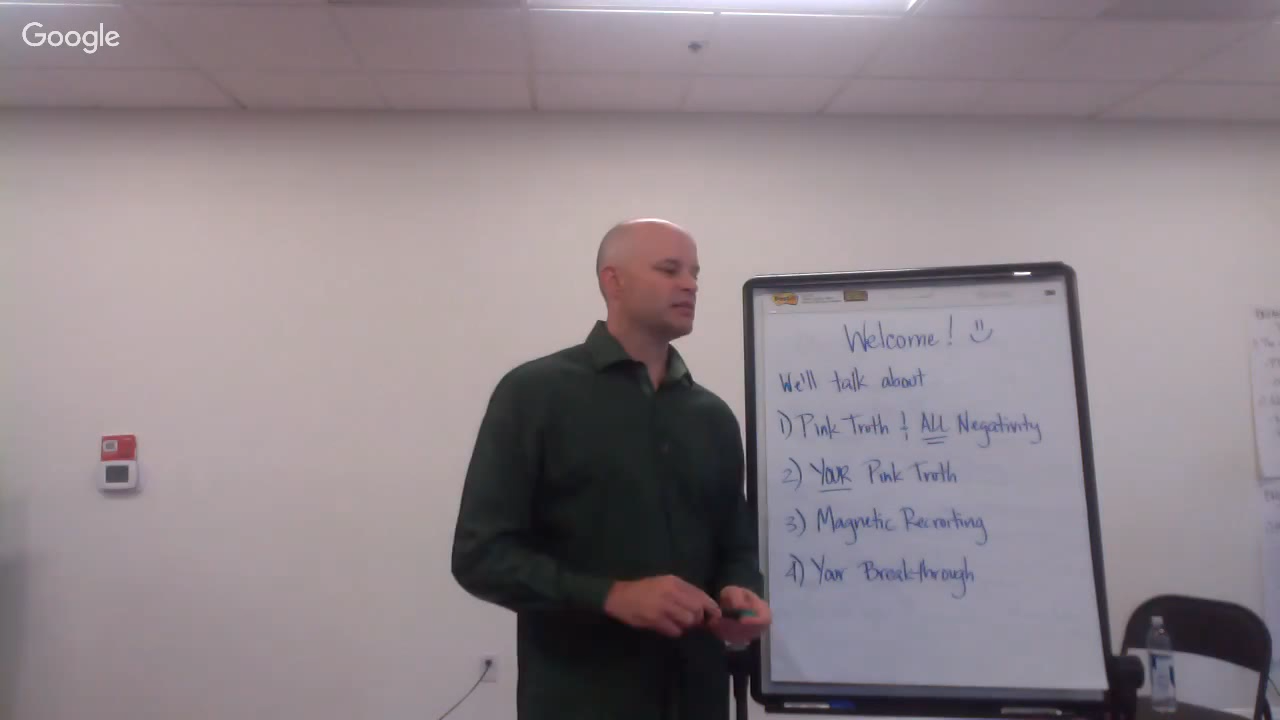 Google
Welcome!
We'll talk about
1) Pink Truth & ALL Negativity
2) YOUR Pink Truth
3) Magnetic Recruiting
4) Your Breakthrough